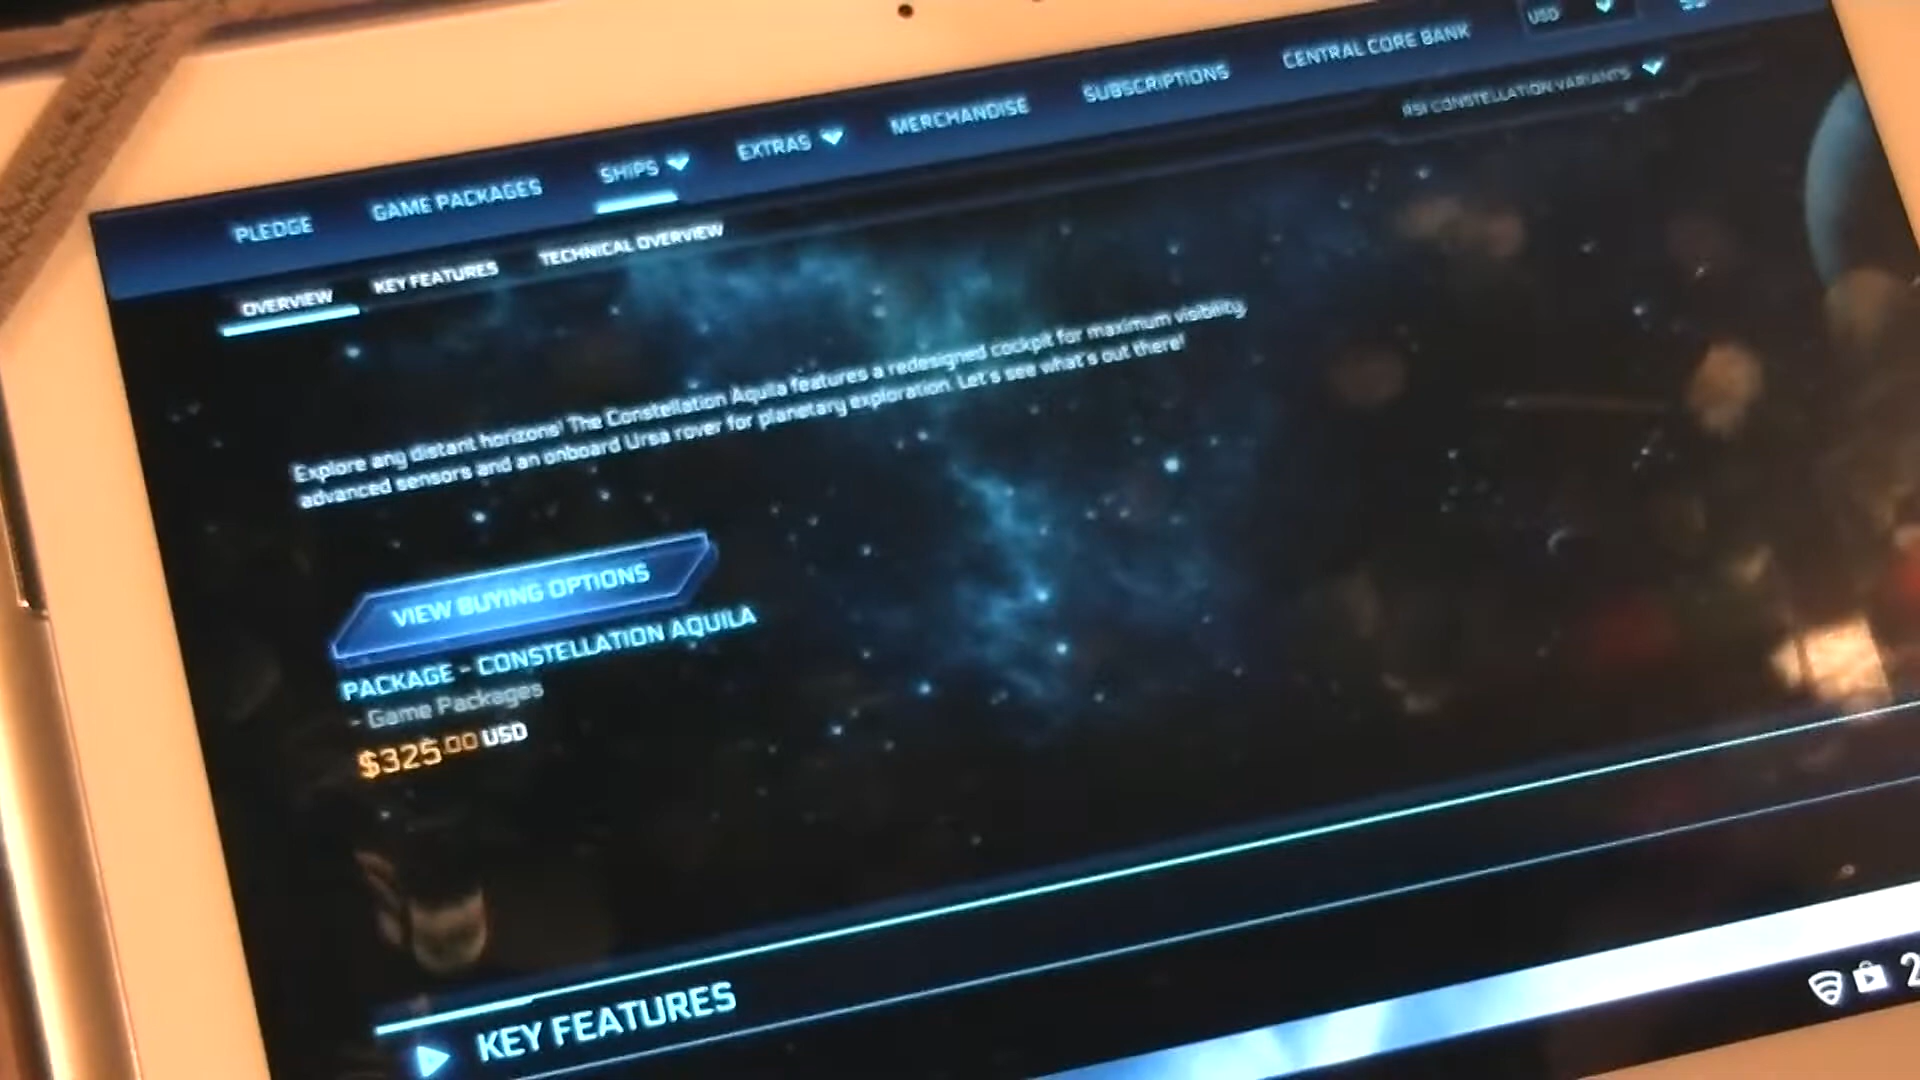 USD
PLEDGE
GAME PACKAGES
SHIPS
EXTRAS
MERCHANDISE
SUBSCRIPTIONS
CENTRAL CORE BANK
RSI CONSTELLATION VARIANTS
OVERVIEW
KEY FEATURES
TECHNICAL OVERVIEW
Explore any distant horizons! The Constellation Aquila features a redesigned cockpit for maximum visibility,
advanced sensors and an onboard Ursa rover for planetary exploration. Let's see what's out there!
VIEW BUYING OPTIONS
PACKAGE - CONSTELLATION AQUILA
- Game Packages
$325.00 USD
KEY FEATURES
2